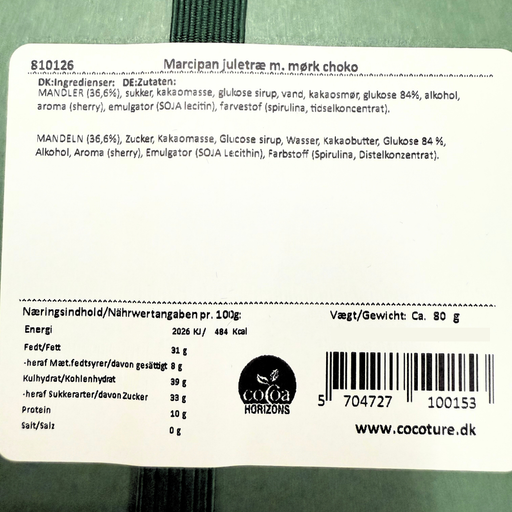 810126 Marcipan juletræ m. mørk choko
DK:Ingredienser: DE:Zutaten:
MANDLER (36,6%), sukker, kakaomasse, glukose sirup, vand, kakaosmør, glukose 84%, alkohol,
aroma (sherry), emulgator (SOJA lecitin), farvestof (spirulina, tidselkoncentrat).
MANDELN (36,6%), Zucker, Kakaomasse, Glucose sirup, Wasser, Kakaobutter, Glukose 84 %,
Alkohol, Aroma (sherry), Emulgator (SOJA Lecithin), Farbstoff (Spirulina, Distelkonzentrat).
Næringsindhold/Nährwertangaben pr. 100g:
Energi 2026 KJ/ 484 Kcal
Fedt/Fett 31 g
-heraf Mæt.fedtsyrer/davon gesättigt 8 g
Kulhydrat/Kohlenhydrat 39 g
-heraf Sukkerarter/davon Zucker 33 g
Protein 10 g
Salt/Salz 0 g
Vægt/Gewicht: Ca. 80 g
cocoa
HORIZONS
5 704727 100153
www.cocoture.dk